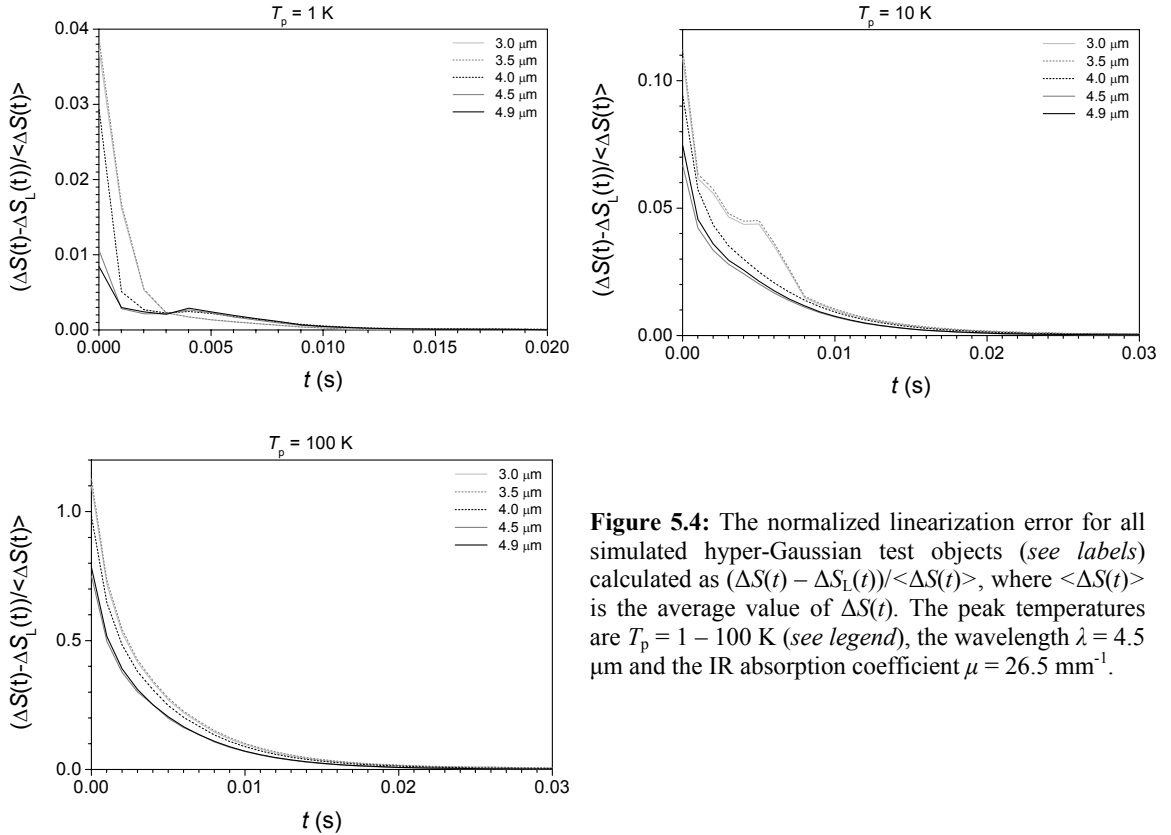 T_p = 1 K
(ΔS(t)-ΔS_L(t))/<ΔS(t)>
0.04
0.03
0.02
0.01
0.00
3.0 μm
3.5 μm
4.0 μm
4.5 μm
4.9 μm
0.000 0.005 0.010 0.015 0.020
t (s)
T_p = 10 K
(ΔS(t)-ΔS_L(t))/<ΔS(t)>
0.10
0.05
0.00
3.0 μm
3.5 μm
4.0 μm
4.5 μm
4.9 μm
0.00 0.01 0.02 0.03
t (s)
T_p = 100 K
(ΔS(t)-ΔS_L(t))/<ΔS(t)>
1.0
0.5
0.0
3.0 μm
3.5 μm
4.0 μm
4.5 μm
4.9 μm
0.00 0.01 0.02 0.03
t (s)
Figure 5.4: The normalized linearization error for all
simulated hyper-Gaussian test objects (see labels)
calculated as (ΔS(t) – ΔS_L(t))/<ΔS(t)>, where <ΔS(t)>
is the average value of ΔS(t). The peak temperatures
are T_p = 1 – 100 K (see legend), the wavelength λ = 4.5
μm and the IR absorption coefficient μ = 26.5 mm⁻¹.